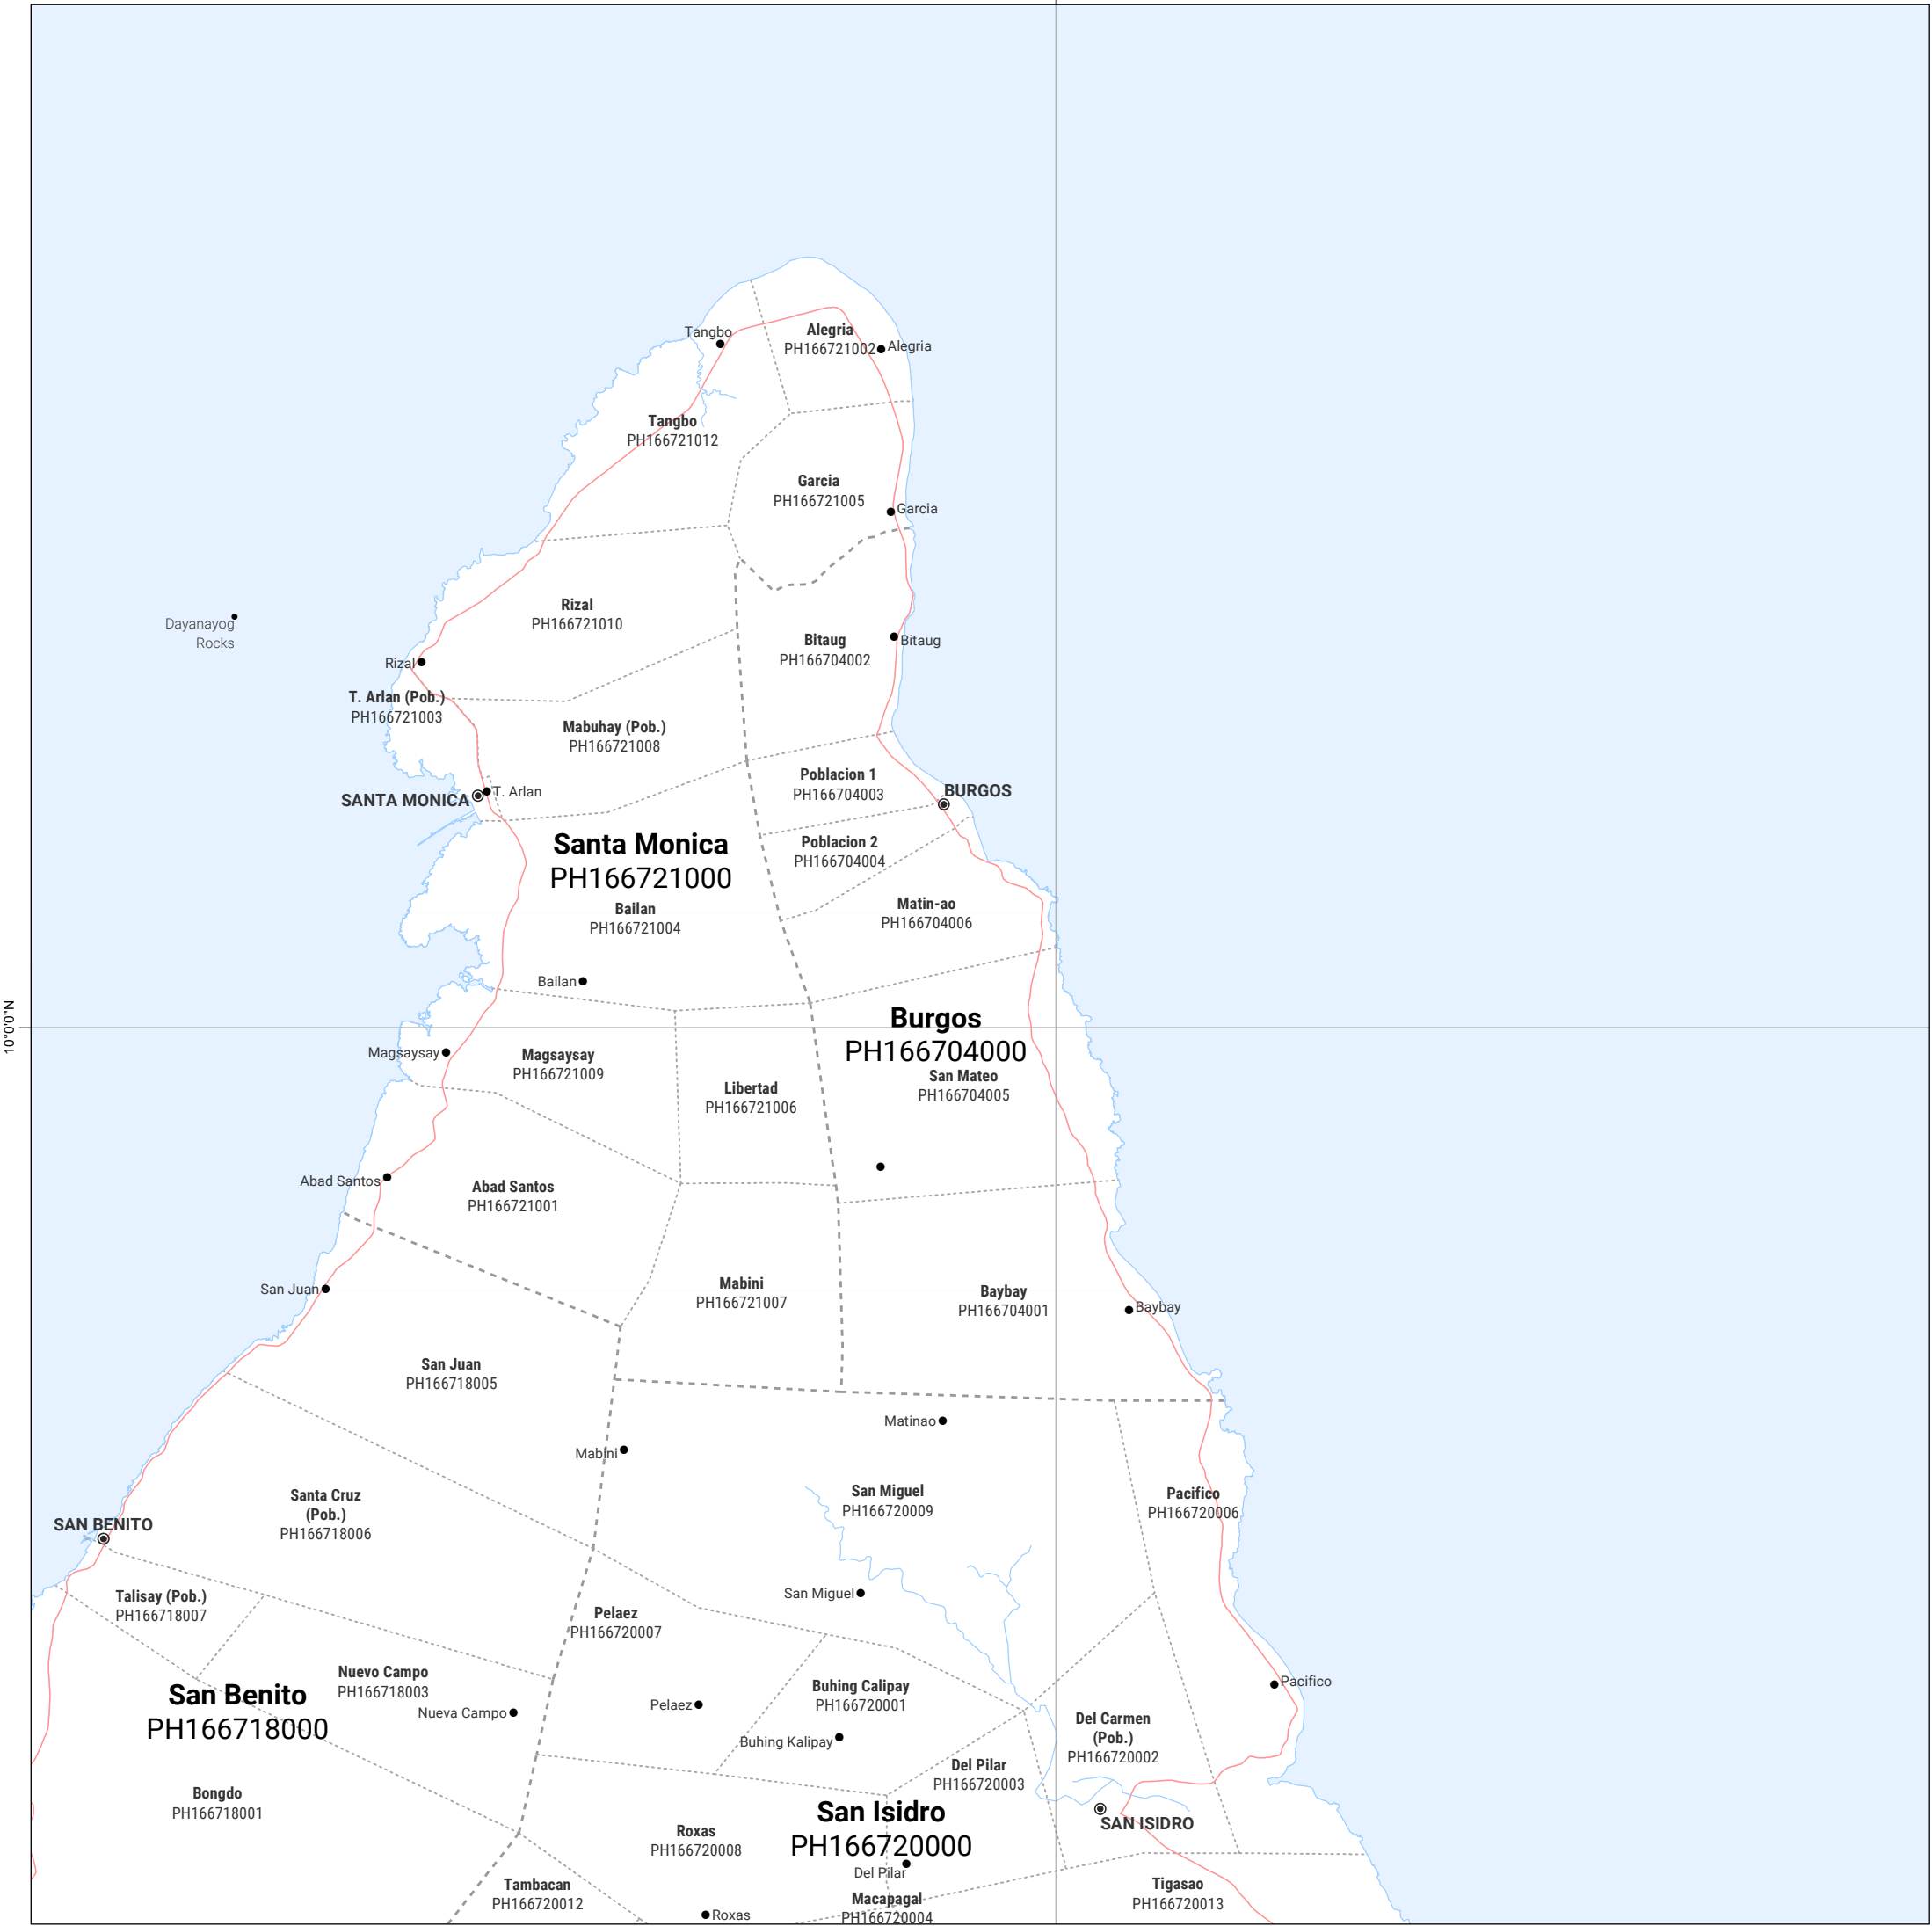 Tangbo
Alegria
PH166721002
Alegria
Tangbo
PH166721012
Garcia
PH166721005
Garcia
Dayanayog
Rocks
Rizal
PH166721010
Bitaug
PH166704002
Bitaug
Rizal
T. Arlan (Pob.)
PH166721003
Mabuhay (Pob.)
PH166721008
Poblacion 1
PH166704003
BURGOS
SANTA MONICA
T. Arlan
Santa Monica
PH166721000
Poblacion 2
PH166704004
Bailan
PH166721004
Matin-ao
PH166704006
Bailan
10°0'0"N
Burgos
PH166704000
Magsaysay
Magsaysay
PH166721009
San Mateo
PH166704005
Libertad
PH166721006
Abad Santos
Abad Santos
PH166721001
San Juan
Mabini
PH166721007
Baybay
PH166704001
Baybay
San Juan
PH166718005
Matinao
Mabini
Santa Cruz
(Pob.)
PH166718006
San Miguel
PH166720009
Pacifico
PH166720006
SAN BENITO
Talisay (Pob.)
PH166718007
San Miguel
Pelaez
PH166720007
Nuevo Campo
PH166718003
San Benito
PH166718000
Nueva Campo
Pelaez
Buhing Calipay
PH166720001
Buhing Kalipay
Pacifico
Del Carmen
(Pob.)
PH166720002
Del Pilar
PH166720003
Bongdo
PH166718001
San Isidro
PH166720000
SAN ISIDRO
Roxas
PH166720008
Del Pilar
Tambacan
PH166720012
Macapagal
PH166720004
Tigasao
PH166720013
Roxas